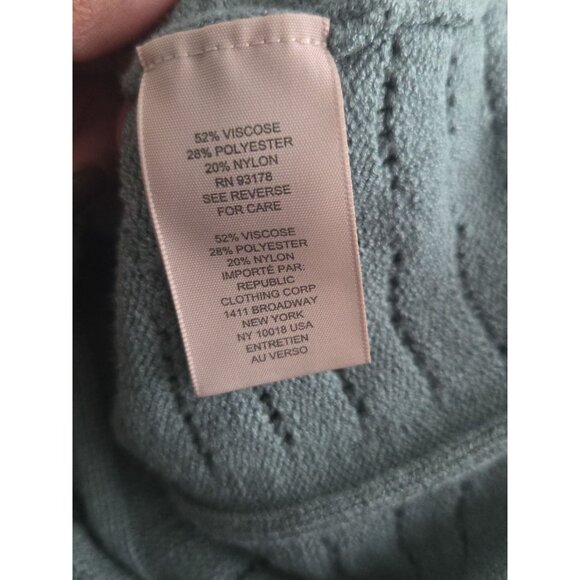 52% VISCOSE
28% POLYESTER
20% NYLON
RN 93178
SEE REVERSE
FOR CARE
52% VISCOSE
28% POLYESTER
20% NYLON
IMPORTÉ PAR:
REPUBLIC
CLOTHING CORP
1411 BROADWAY
NEW YORK
NY 10018 USA
ENTRETIEN
AU VERSO